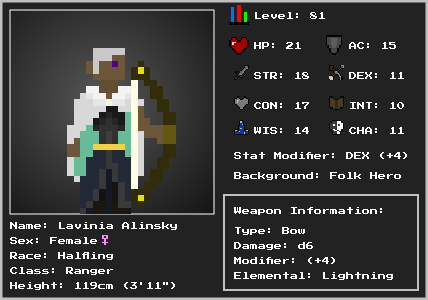 Level: 81
HP: 21 AC: 15
STR: 18 DEX: 11
CON: 17 INT: 10
WIS: 14 CHA: 11
Stat Modifier: DEX (+4)
Background: Folk Hero
Name: Lavinia Alinsky
Sex: Female♀
Race: Halfling
Class: Ranger
Height: 119cm (3'11")
Weapon Information:
Type: Bow
Damage: d6
Modifier: (+4)
Elemental: Lightning